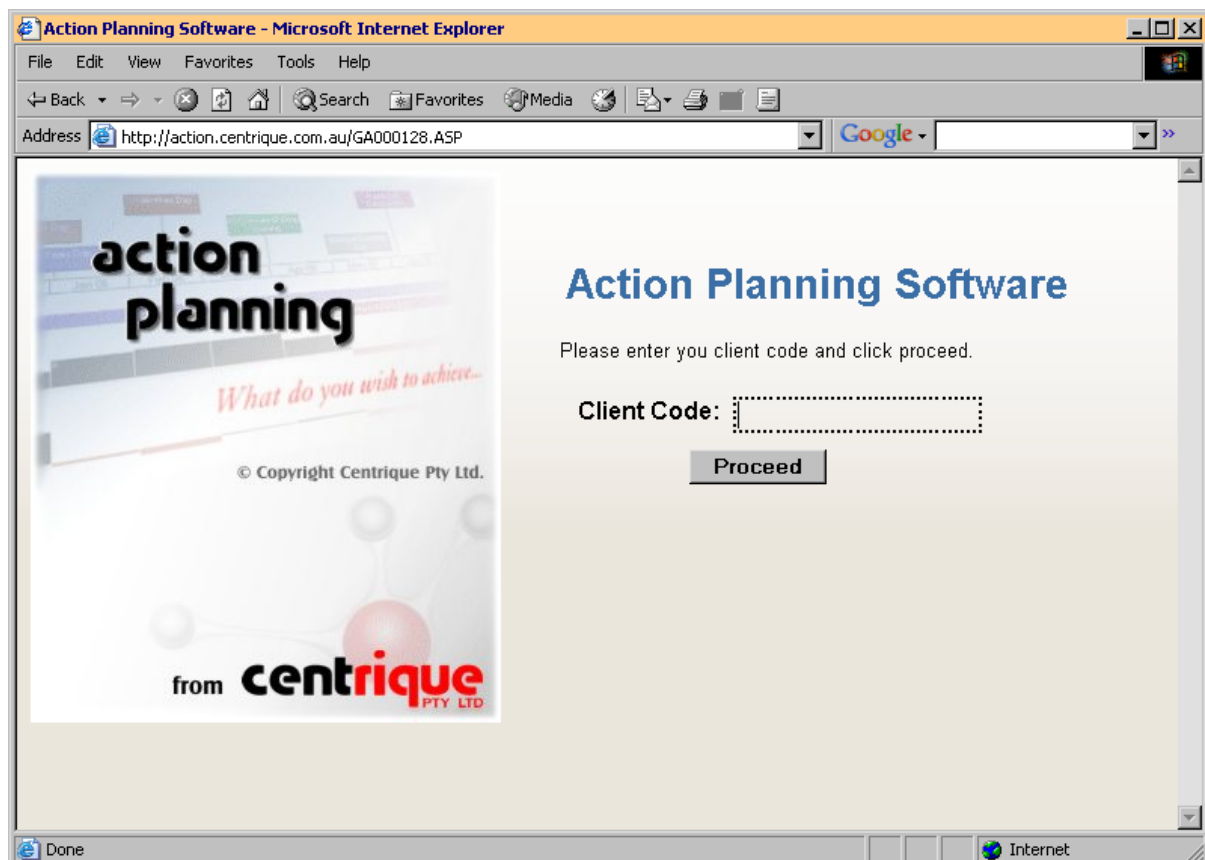 Action Planning Software - Microsoft Internet Explorer
File Edit View Favorites Tools Help
Back Search Favorites Media
Address http://action.centrique.com.au/GA000128.ASP Google
action
planning
What do you wish to achieve...
© Copyright Centrique Pty Ltd.
from centrique
PTY LTD
Action Planning Software
Please enter you client code and click proceed.
Client Code:
Proceed
Done Internet